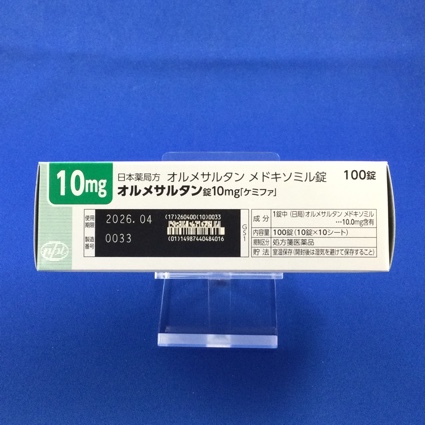 10mg
日本薬局方 オルメサルタン メドキソミル錠 100錠
オルメサルタン錠10mg「ケミファ」
使用期限 2026.04
製造番号 0033
(17)260400(10)0033
(01)14987440484016
成分 1錠中 (日局)オルメサルタン メドキソミル
…10.0mg含有
内容量 100錠(10錠×10シート)
規制区分 処方箋医薬品
貯法 室温保存(開封後は湿気を避けて保存すること)